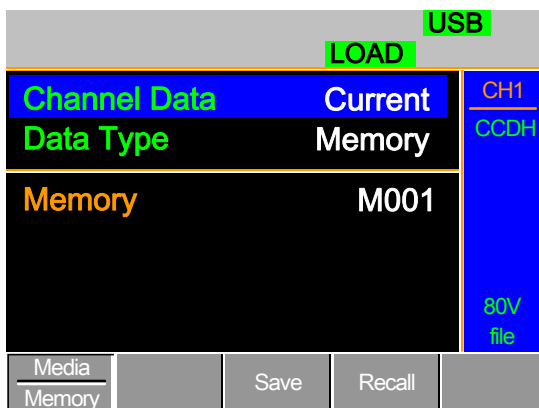 USB
LOAD
Channel Data Current
Data Type Memory
Memory M001
CH1
CCDH
80V
file
Media
Memory
Save
Recall